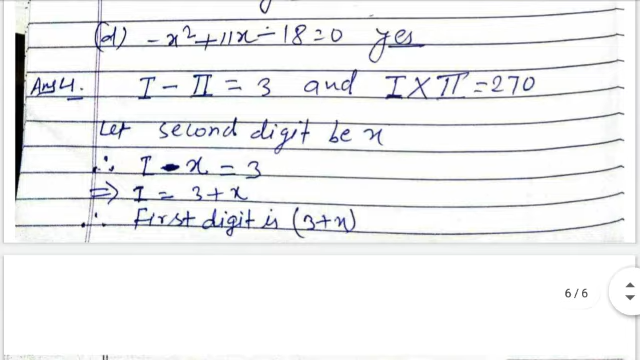 (d) -x² + 11x - 18 = 0 yes
Ans4. I - II = 3 and I × II = 270
Let second digit be x
∴ I - x = 3
⇒ I = 3 + x
∴ First digit is (3+x)
6 / 6